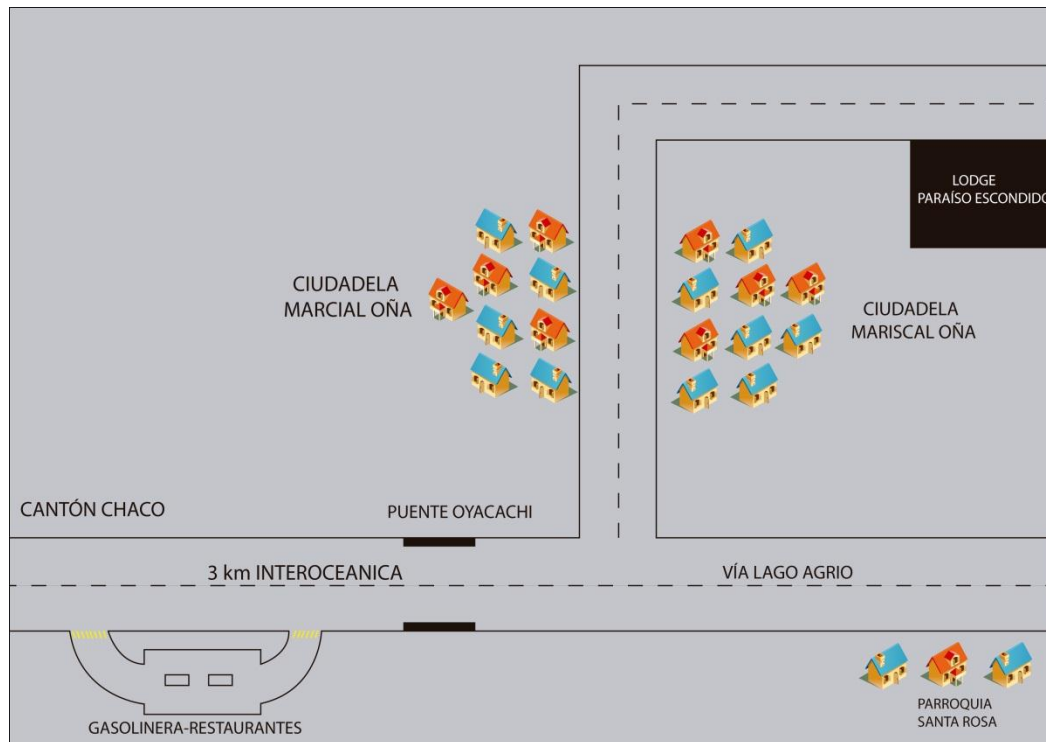 LODGE
PARAÍSO ESCONDIDO
CIUDADELA
MARCIAL OÑA
CIUDADELA
MARISCAL OÑA
CANTÓN CHACO
PUENTE OYACACHI
3 km INTEROCEANICA
VÍA LAGO AGRIO
GASOLINERA-RESTAURANTES
PARROQUIA
SANTA ROSA